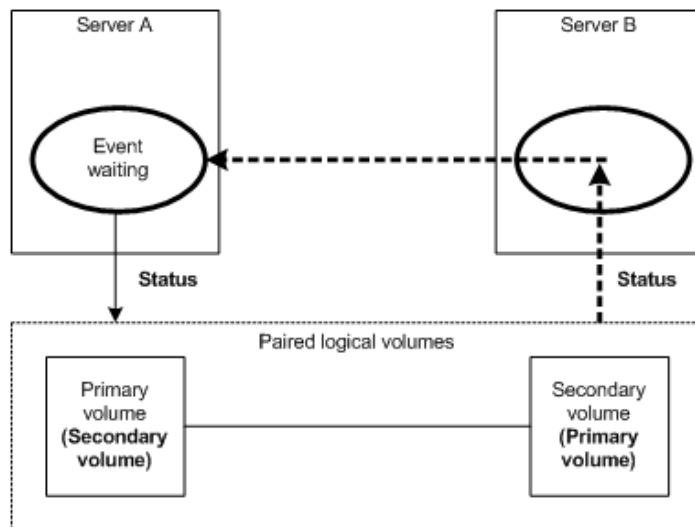 Server A
Server B
Event
waiting
Status
Status
Paired logical volumes
Primary
volume
(Secondary
volume)
Secondary
volume
(Primary
volume)